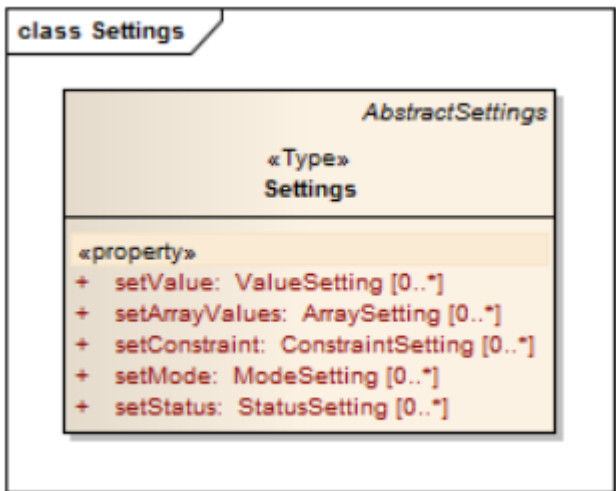 class Settings
AbstractSettings
«Type»
Settings
«property»
+ setValue: ValueSetting [0..*]
+ setArrayValues: ArraySetting [0..*]
+ setConstraint: ConstraintSetting [0..*]
+ setMode: ModeSetting [0..*]
+ setStatus: StatusSetting [0..*]